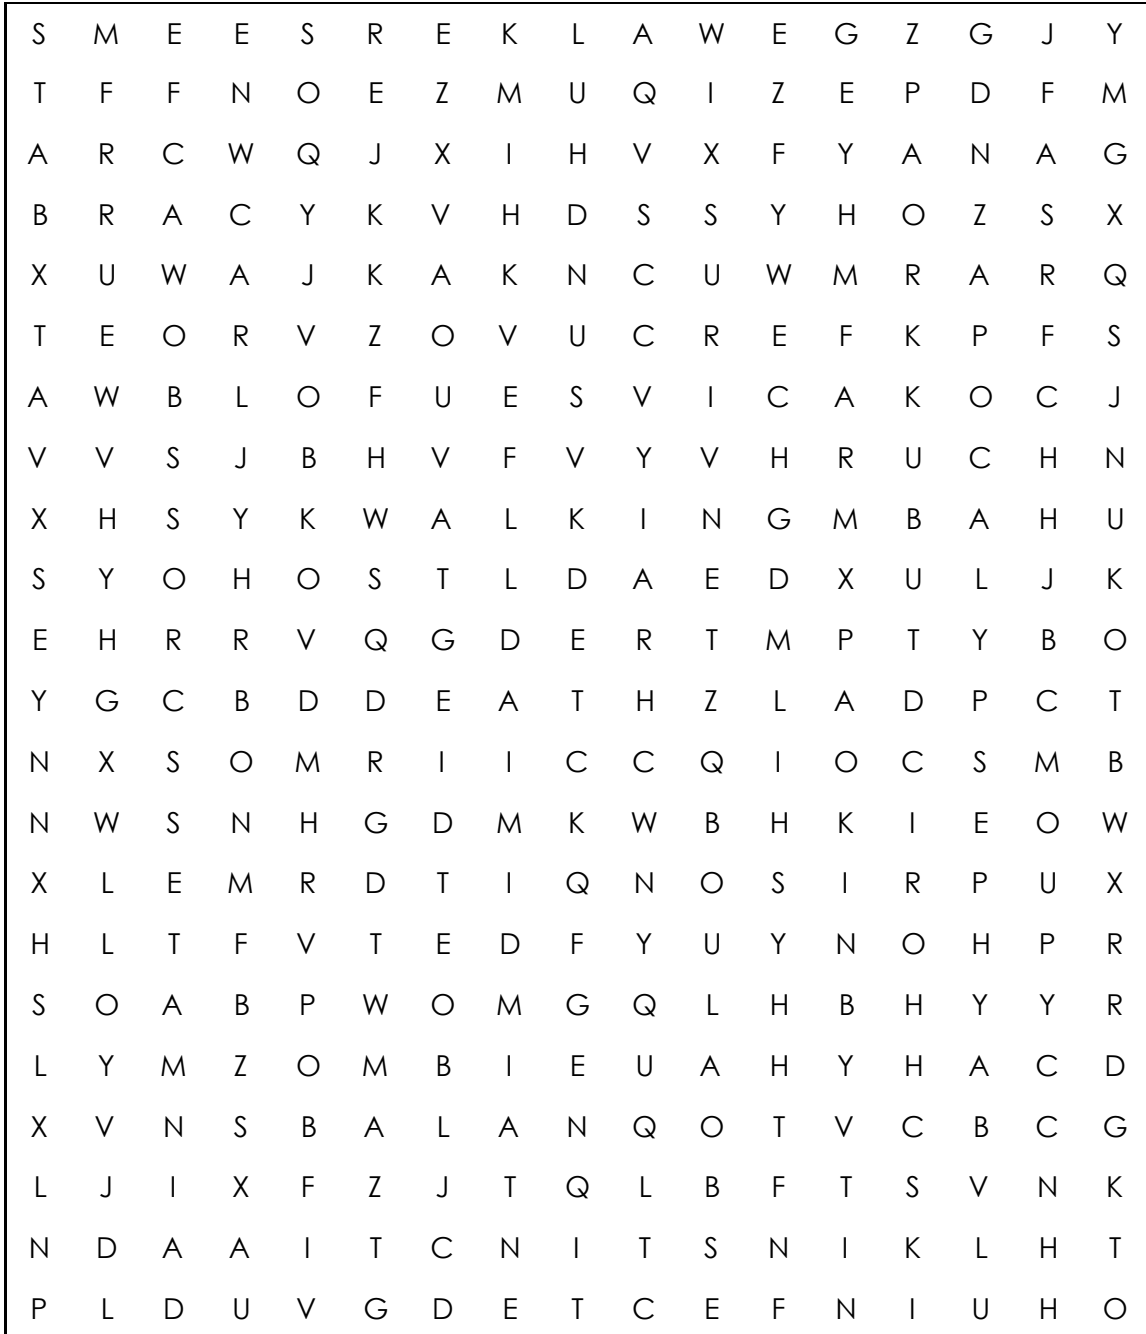 S M E E S R E K L A W E G Z G J Y
T F F N O E Z M U Q I Z E P D F M
A R C W Q J X I H V X F Y A N A G
B R A C Y K V H D S S Y H O Z S X
X U W A J K A K N C U W M R A R Q
T E O R V Z O V U C R E F K P F S
A W B L O F U E S V I C A K O C J
V V S J B H V F V Y V H R U C H N
X H S Y K W A L K I N G M B A H U
S Y O H O S T L D A E D X U L J K
E H R R V Q G D E R T M P T Y B O
Y G C B D D E A T H Z L A D P C T
N X S O M R I I C C Q I O C S M B
N W S N H G D M K W B H K I E O W
X L E M R D T I Q N O S I R P U X
H L T F V T E D F Y U Y N O H P R
S O A B P W O M G Q L H B H Y Y R
L Y M Z O M B I E U A H Y H A C D
X V N S B A L A N Q O T V C B C G
L J I X F Z J T Q L B F T S V N K
N D A A I T C N I T S N I K L H T
P L D U V G D E T C E F N I U H O